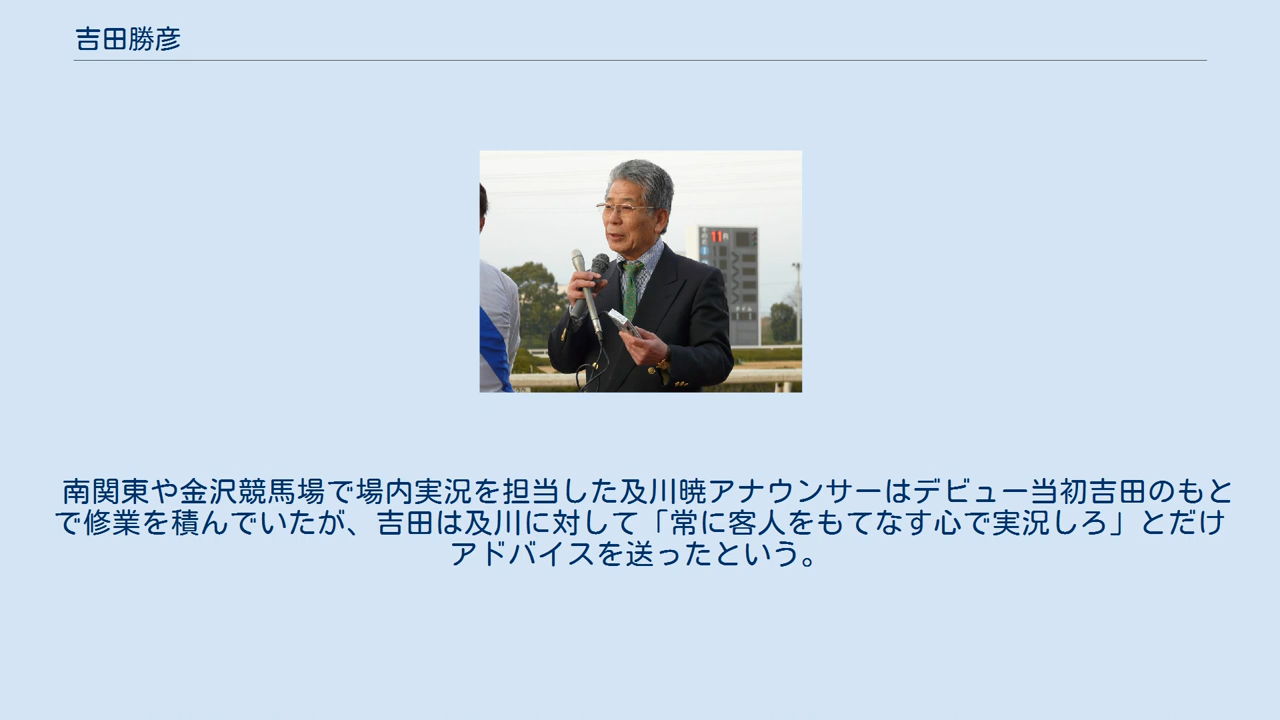 吉田勝彦
11R
タイム
南関東や金沢競馬場で場内実況を担当した及川暁アナウンサーはデビュー当初吉田のもと
で修業を積んでいたが、吉田は及川に対して「常に客人をもてなす心で実況しろ」とだけ
アドバイスを送ったという。